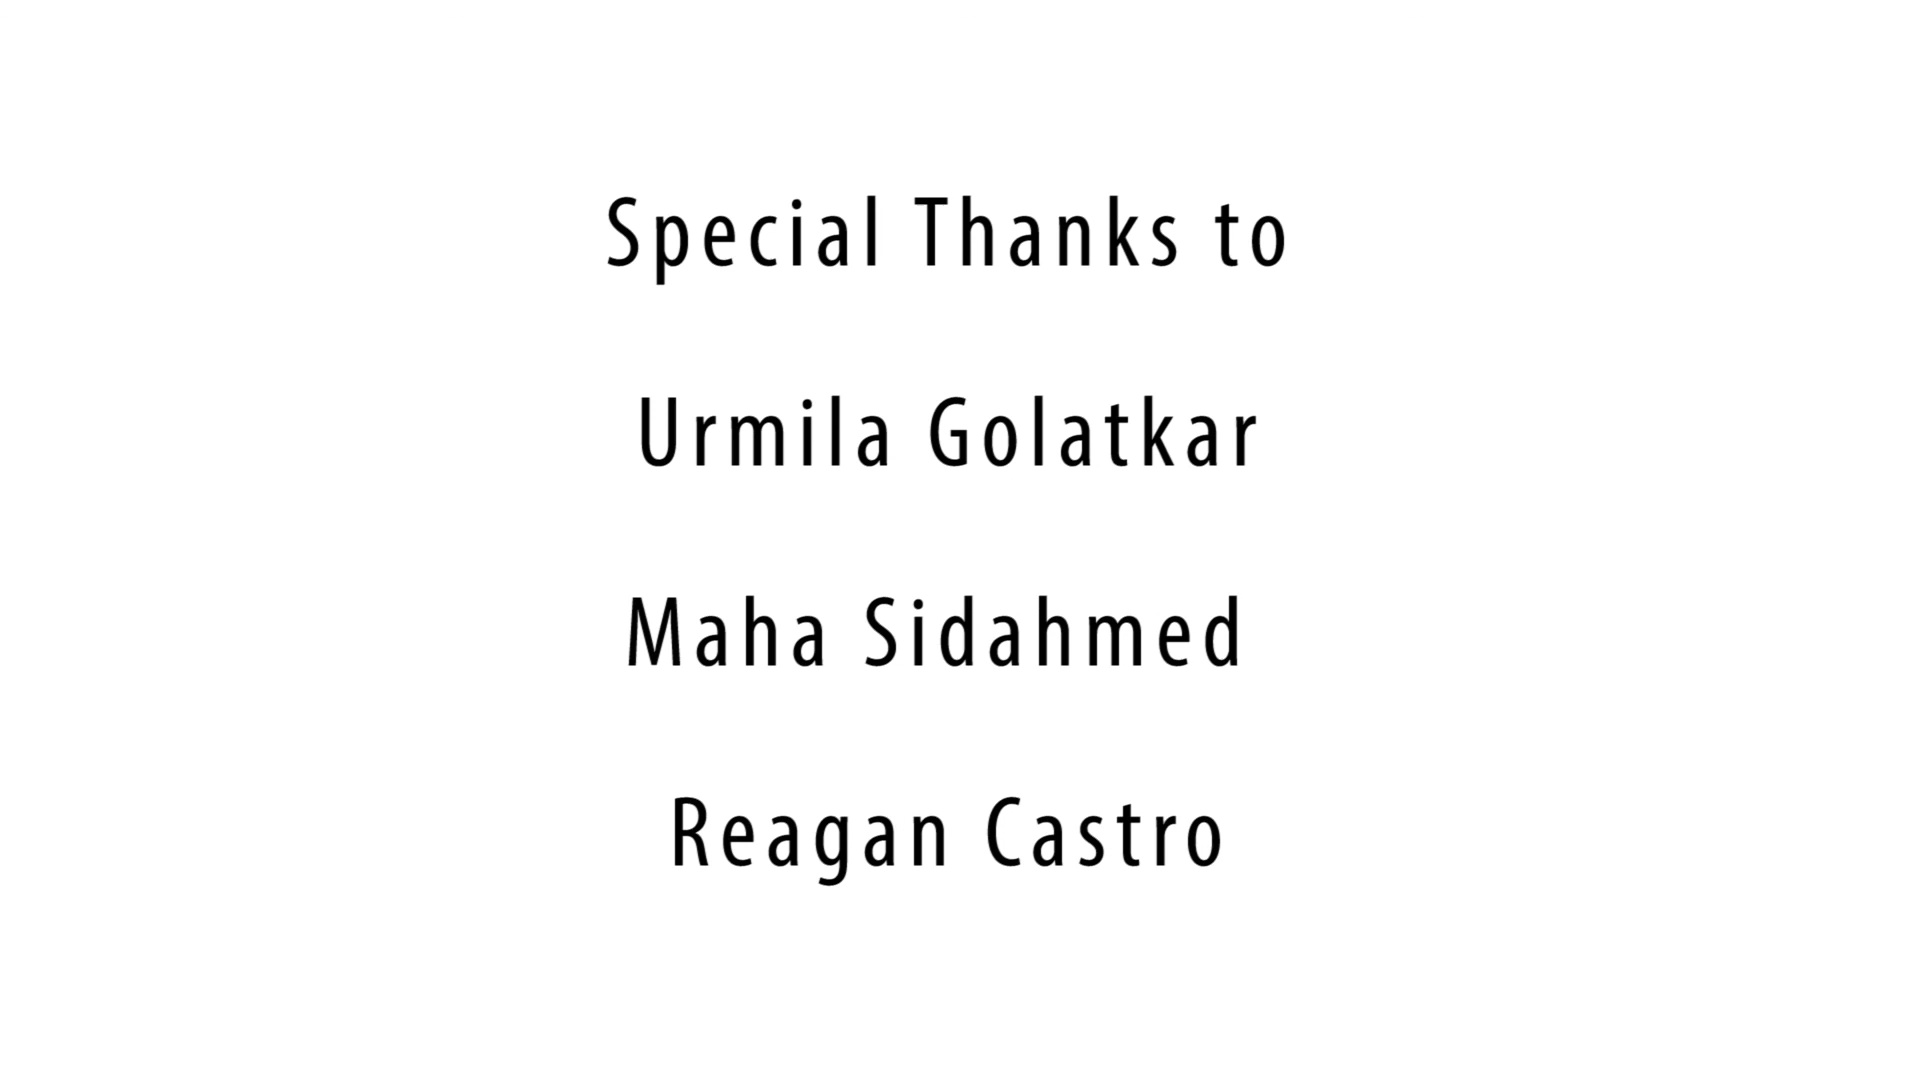 Special Thanks to
Urmila Golatkar
Maha Sidahmed
Reagan Castro